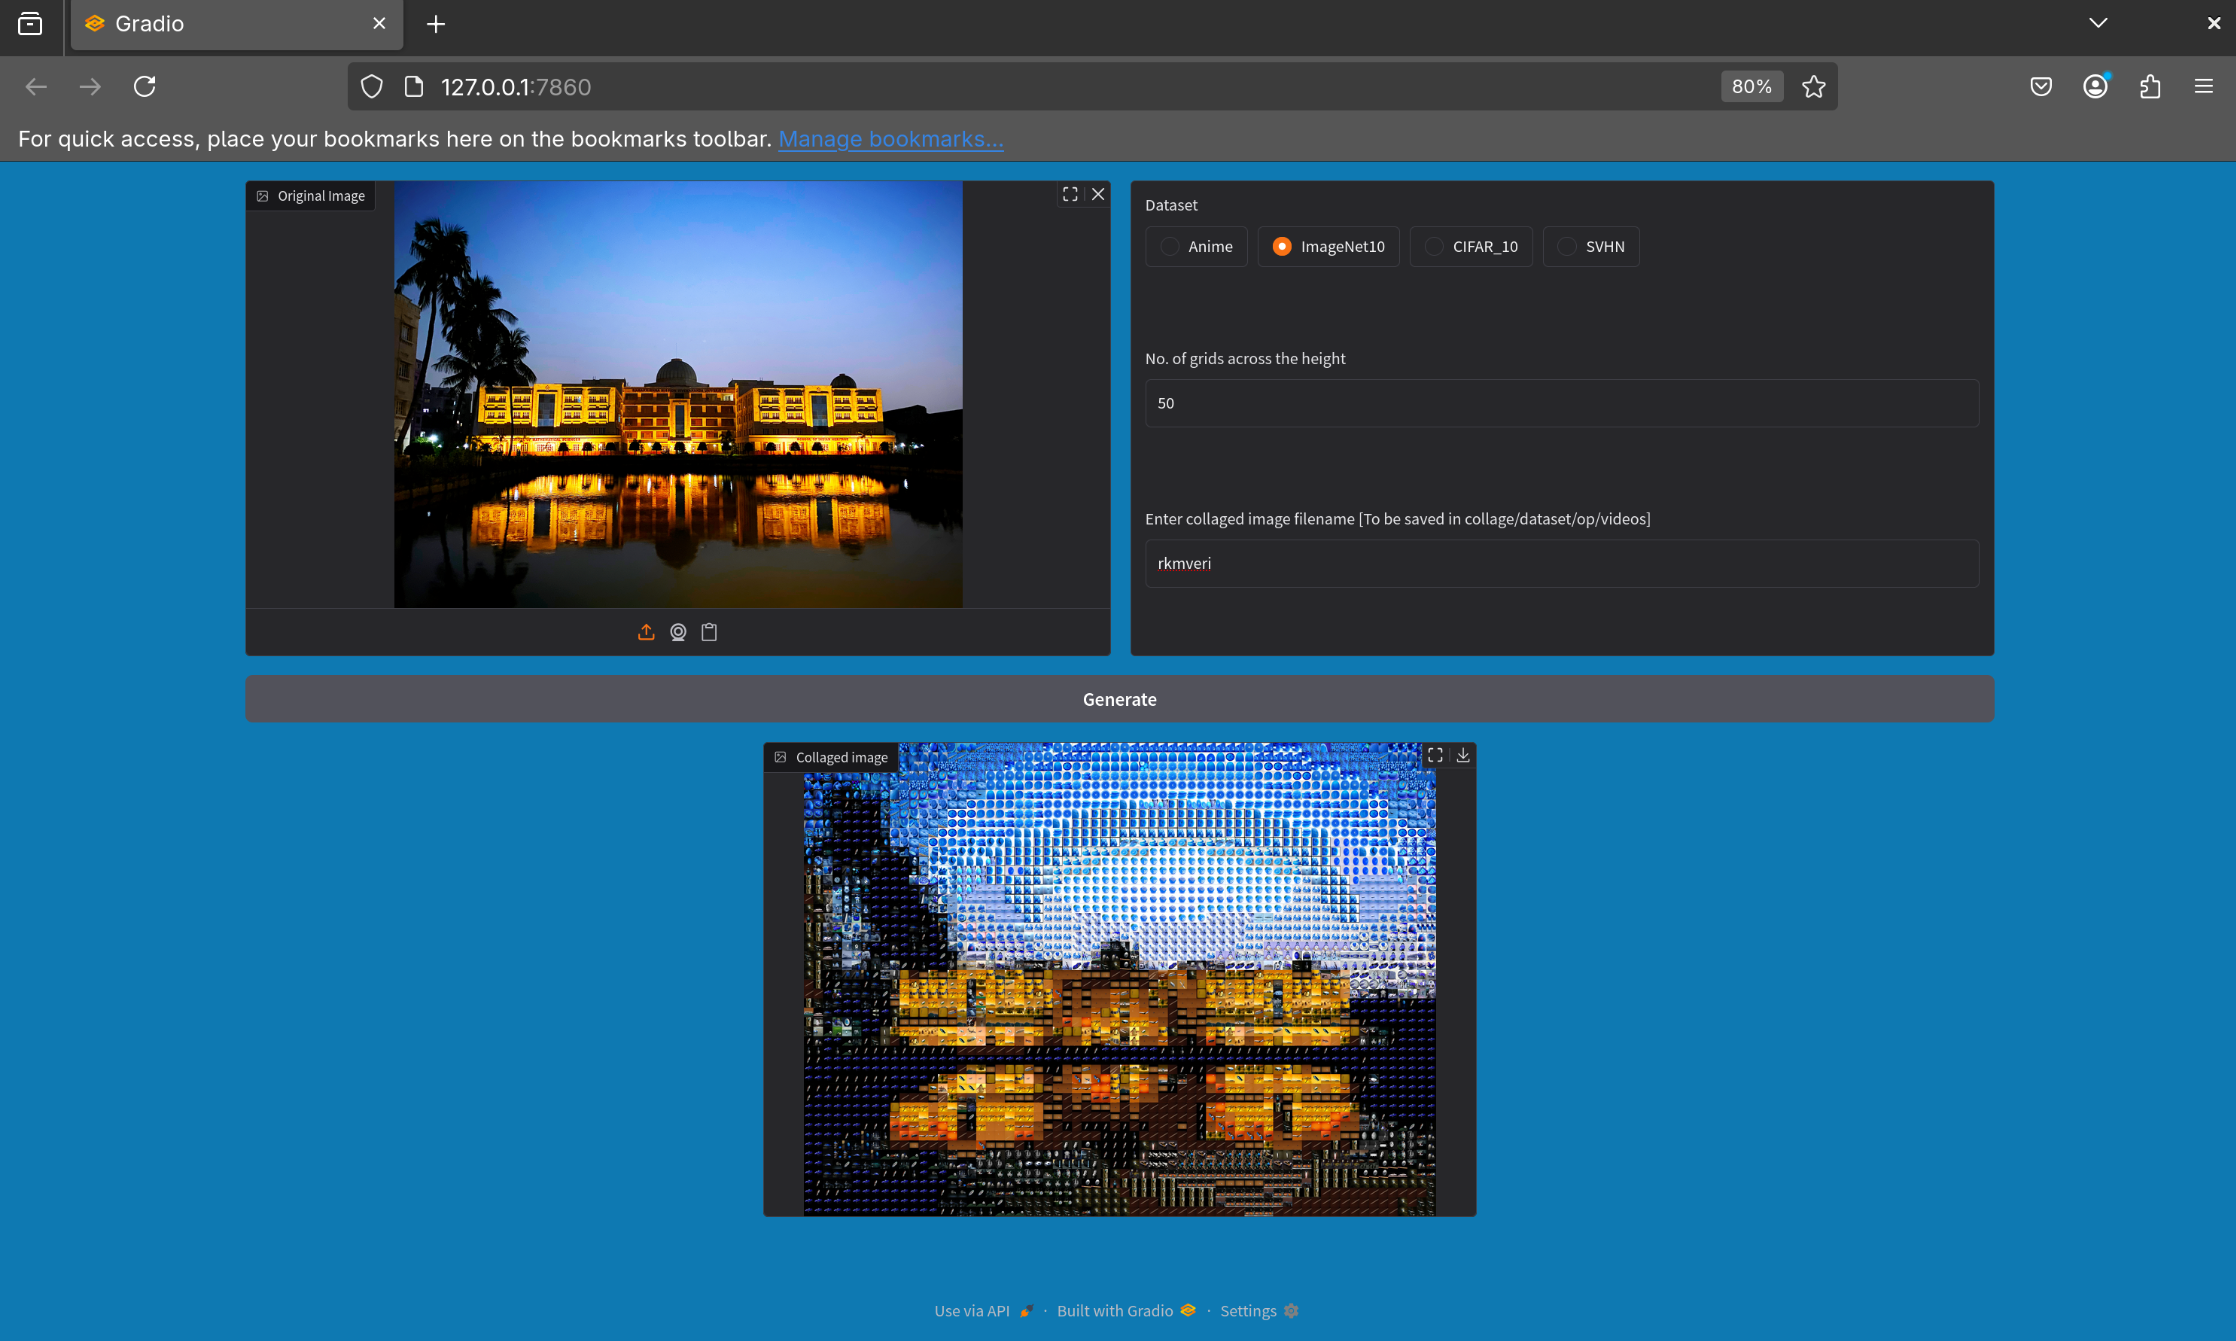 Gradio
127.0.0.1:7860
80%
For quick access, place your bookmarks here on the bookmarks toolbar. Manage bookmarks...
Original Image
Dataset
Anime
ImageNet10
CIFAR_10
SVHN
No. of grids across the height
50
Enter collaged image filename [To be saved in collage/dataset/op/videos]
rkmveri
Generate
Collaged image
Use via API · Built with Gradio · Settings